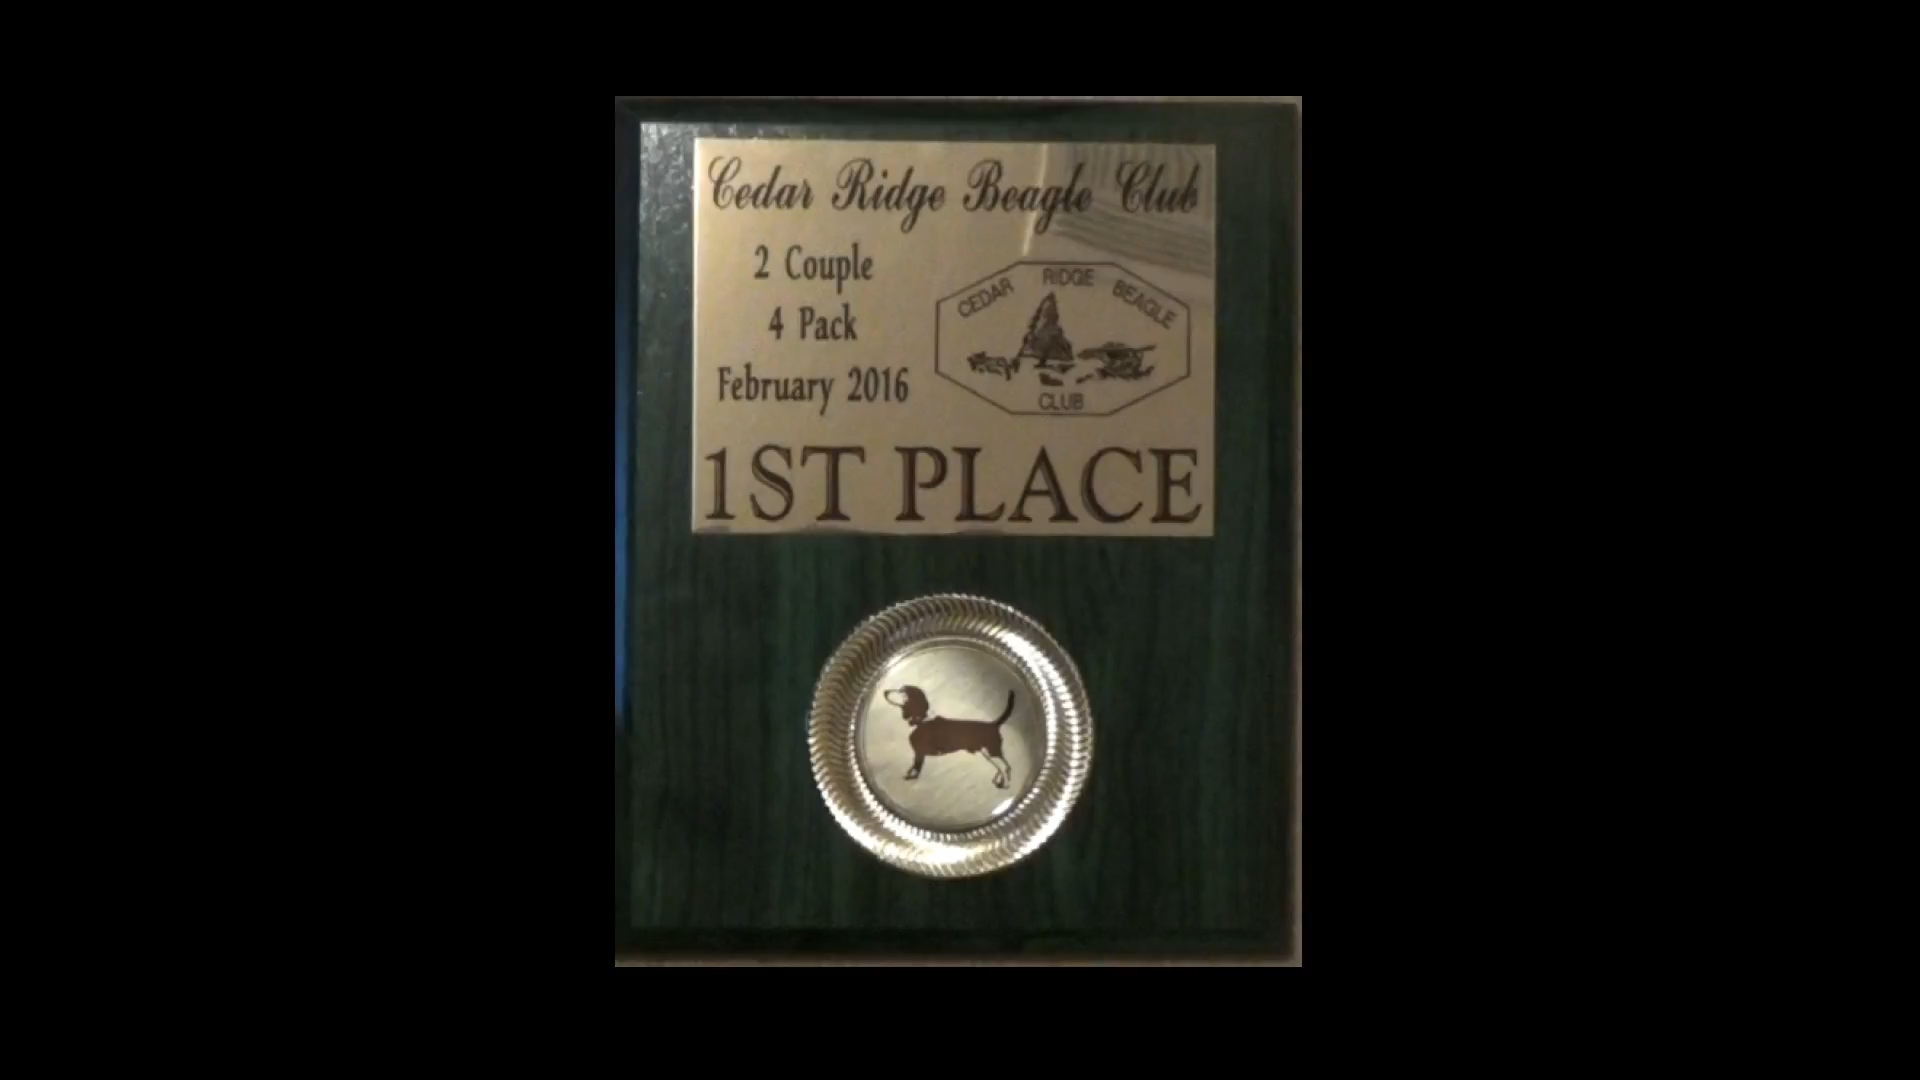 Cedar Ridge Beagle Club
2 Couple
4 Pack
February 2016
CEDAR RIDGE BEAGLE
CLUB
1ST PLACE